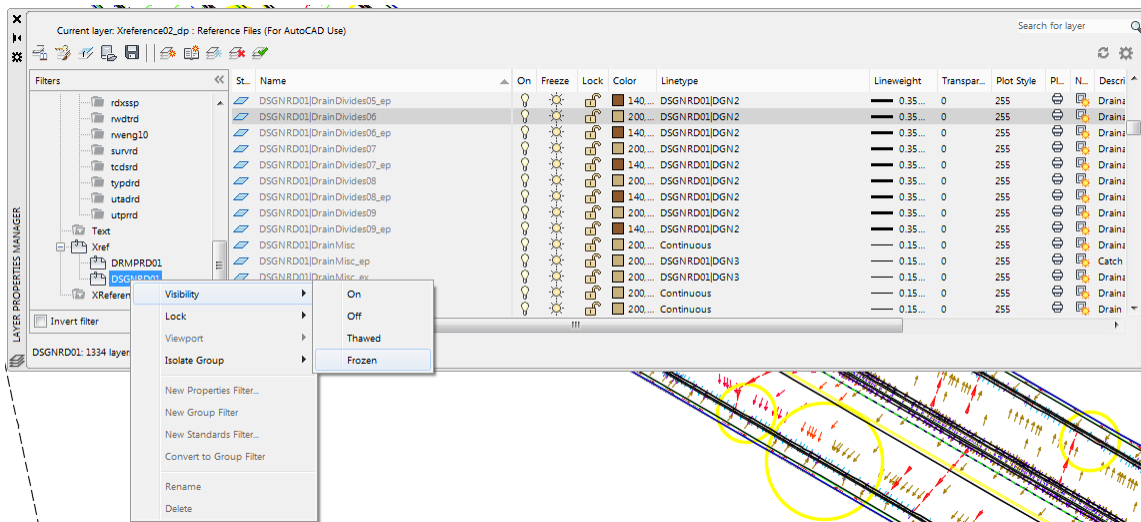 Current layer: Xreference02_dp : Reference Files (For AutoCAD Use)
Search for layer
Filters
St... Name On Freeze Lock Color Linetype Lineweight Transpar... Plot Style Pl... N... Descri
rdxssp
rwdtrd
rweng10
survrd
tcdsrd
typdrd
utadrd
utprrd
Text
Xref
DRMPRD01
DSGNRD01
XReferen
DSGNRD01|DrainDivides05_ep 140,... DSGNRD01|DGN2 0.35... 0 255 Draina
DSGNRD01|DrainDivides06 200,... DSGNRD01|DGN2 0.35... 0 255 Draina
DSGNRD01|DrainDivides06_ep 140,... DSGNRD01|DGN2 0.35... 0 255 Draina
DSGNRD01|DrainDivides07 200,... DSGNRD01|DGN2 0.35... 0 255 Draina
DSGNRD01|DrainDivides07_ep 140,... DSGNRD01|DGN2 0.35... 0 255 Draina
DSGNRD01|DrainDivides08 200,... DSGNRD01|DGN2 0.35... 0 255 Draina
DSGNRD01|DrainDivides08_ep 140,... DSGNRD01|DGN2 0.35... 0 255 Draina
DSGNRD01|DrainDivides09 200,... DSGNRD01|DGN2 0.35... 0 255 Draina
DSGNRD01|DrainDivides09_ep 140,... DSGNRD01|DGN2 0.35... 0 255 Draina
DSGNRD01|DrainMisc 200,... Continuous 0.15... 0 255 Draina
DSGNRD01|DrainMisc_ep 200,... DSGNRD01|DGN3 0.15... 0 255 Catch
DSGNRD01|DrainMisc_ex 200,... DSGNRD01|DGN3 0.15... 0 255 Draina
200,... Continuous 0.15... 0 255 Draina
200,... Continuous 0.15... 0 255 Drain
Invert filter
DSGNRD01: 1334 layer
LAYER PROPERTIES MANAGER
Visibility
Lock
Viewport
Isolate Group
New Properties Filter...
New Group Filter
New Standards Filter...
Convert to Group Filter
Rename
Delete
On
Off
Thawed
Frozen